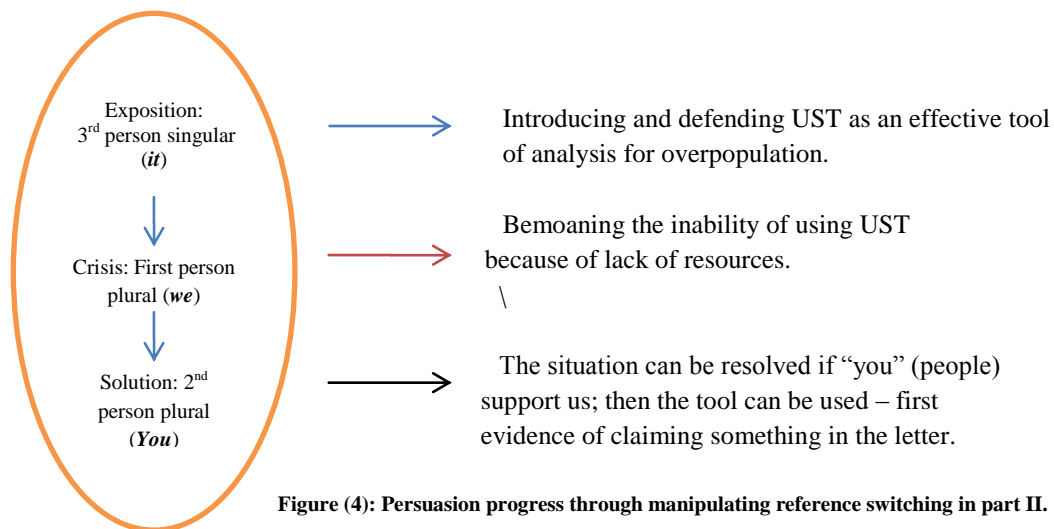 Exposition:
3rd person singular
(it)
Introducing and defending UST as an effective tool
of analysis for overpopulation.
Crisis: First person
plural (we)
Bemoaning the inability of using UST
because of lack of resources.
\
Solution: 2nd
person plural
(You)
The situation can be resolved if “you” (people)
support us; then the tool can be used – first
evidence of claiming something in the letter.
Figure (4): Persuasion progress through manipulating reference switching in part II.